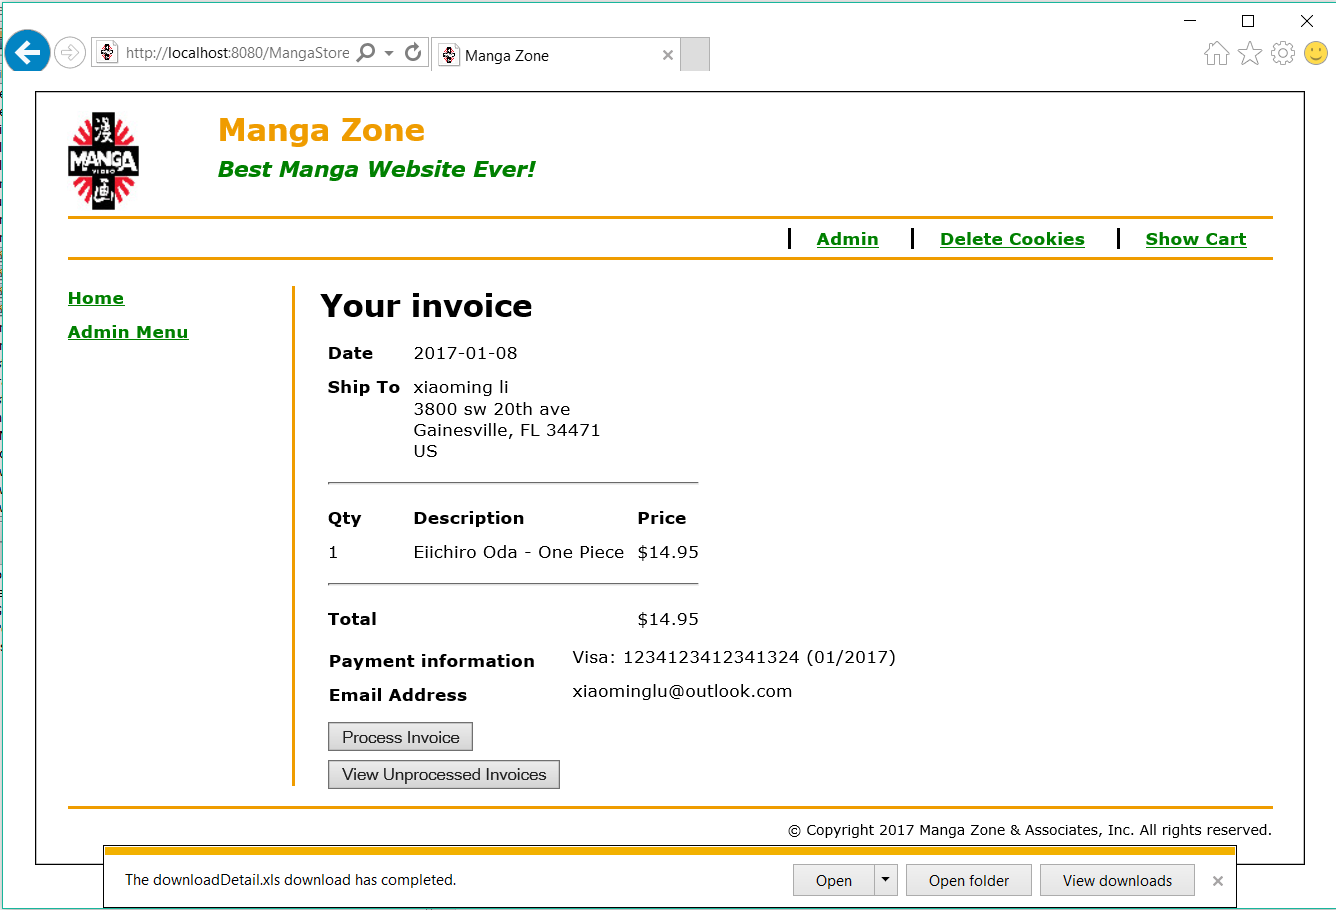 http://localhost:8080/MangaStore
Manga Zone
漫
MANGA
VIDEO
画
Manga Zone
Best Manga Website Ever!
Admin
Delete Cookies
Show Cart
Home
Admin Menu
Your invoice
Date 2017-01-08
Ship To xiaoming li
3800 sw 20th ave
Gainesville, FL 34471
US
Qty Description Price
1 Eiichiro Oda - One Piece $14.95
Total $14.95
Payment information Visa: 1234123412341324 (01/2017)
Email Address xiaominglu@outlook.com
Process Invoice
View Unprocessed Invoices
© Copyright 2017 Manga Zone & Associates, Inc. All rights reserved.
The downloadDetail.xls download has completed.
Open
Open folder
View downloads